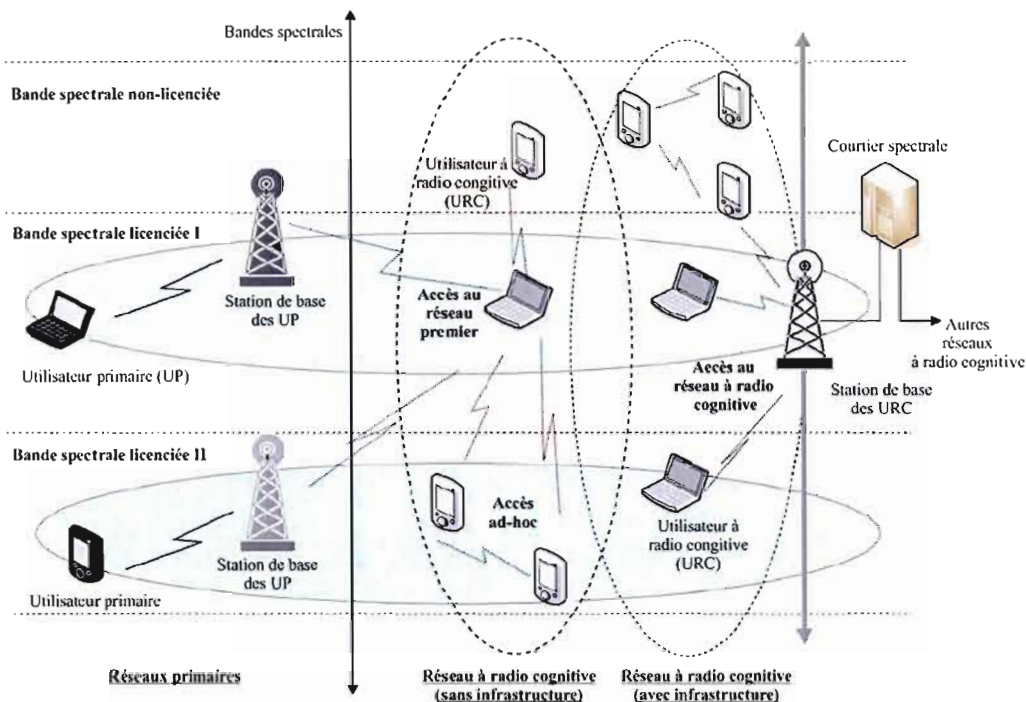 Bandes spectrales
Bande spectrale non-licenciée
Courtier spectrale
Utilisateur à
radio congitive
(URC)
Bande spectrale licenciée I
Station de base
des UP
Accès au
réseau
premier
Utilisateur primaire (UP)
Accès au
réseau à radio
cognitive
Autres
réseaux
à radio cognitive
Station de base
des URC
Bande spectrale licenciée II
Accès
ad-hoc
Utilisateur à
radio congitive
(URC)
Station de base
des UP
Utilisateur primaire
Réseaux primaires
Réseau à radio cognitive
(sans infrastructure)
Réseau à radio cognitive
(avec infrastructure)